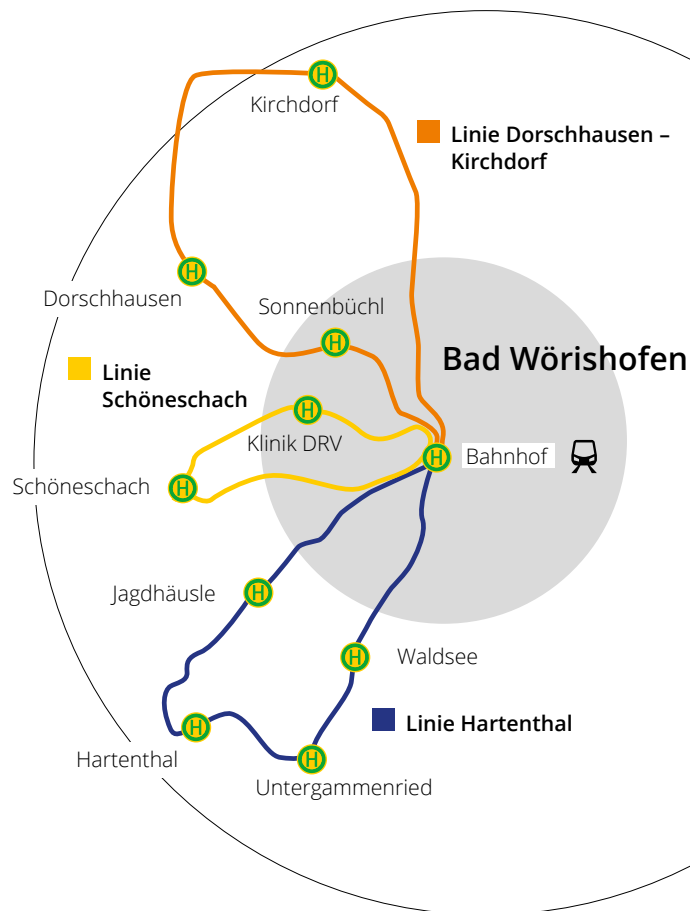 H
Kirchdorf
Linie Dorschhausen –
Kirchdorf
H
Dorschhausen
Sonnenbüchl
H
Bad Wörishofen
Linie
Schöneschach
H
Klinik DRV
H
Bahnhof
Schöneschach
H
Jagdhäusle
H
H
Waldsee
Linie Hartenthal
H
Hartenthal
H
Untergammenried